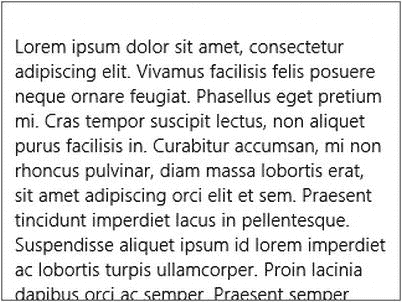 Lorem ipsum dolor sit amet, consectetur
adipiscing elit. Vivamus facilisis felis posuere
neque ornare feugiat. Phasellus eget pretium
mi. Cras tempor suscipit lectus, non aliquet
purus facilisis in. Curabitur accumsan, mi non
rhoncus pulvinar, diam massa lobortis erat,
sit amet adipiscing orci elit et sem. Praesent
tincidunt imperdiet lacus in pellentesque.
Suspendisse aliquet ipsum id lorem imperdiet
ac lobortis turpis ullamcorper. Proin lacinia
dapibus orci ac semper. Praesent semper